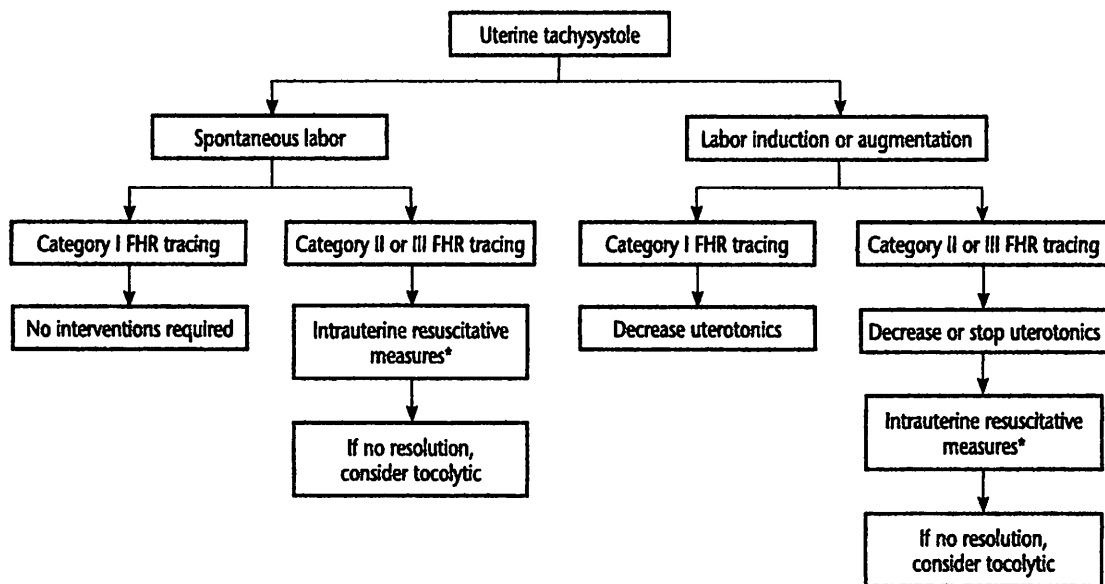 Uterine tachysystole
Spontaneous labor
Labor induction or augmentation
Category I FHR tracing
Category II or III FHR tracing
Category I FHR tracing
Category II or III FHR tracing
No interventions required
Intrauterine resuscitative
measures*
Decrease uterotonics
Decrease or stop uterotonics
If no resolution,
consider tocolytic
Intrauterine resuscitative
measures*
If no resolution,
consider tocolytic